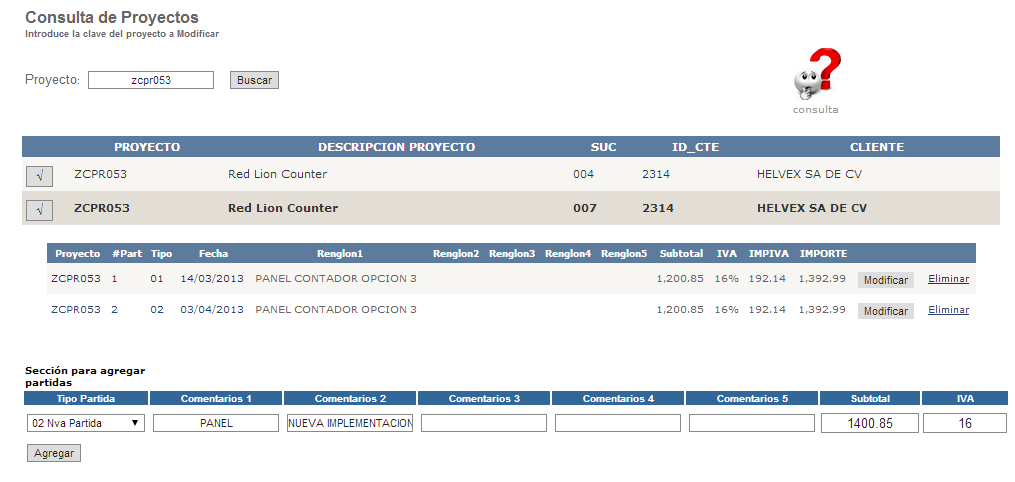 Consulta de Proyectos
Introduce la clave del proyecto a Modificar
Proyecto: zcpr053 Buscar
consulta
PROYECTO DESCRIPCION PROYECTO SUC ID_CTE CLIENTE
√ ZCPR053 Red Lion Counter 004 2314 HELVEX SA DE CV
√ ZCPR053 Red Lion Counter 007 2314 HELVEX SA DE CV
Proyecto #Part Tipo Fecha Renglon1 Renglon2 Renglon3 Renglon4 Renglon5 Subtotal IVA IMPIVA IMPORTE
ZCPR053 1 01 14/03/2013 PANEL CONTADOR OPCION 3 1,200.85 16% 192.14 1,392.99 Modificar Eliminar
ZCPR053 2 02 03/04/2013 PANEL CONTADOR OPCION 3 1,200.85 16% 192.14 1,392.99 Modificar Eliminar
Sección para agregar
partidas
Tipo Partida Comentarios 1 Comentarios 2 Comentarios 3 Comentarios 4 Comentarios 5 Subtotal IVA
02 Nva Partida PANEL NUEVA IMPLEMENTACION 1400.85 16
Agregar